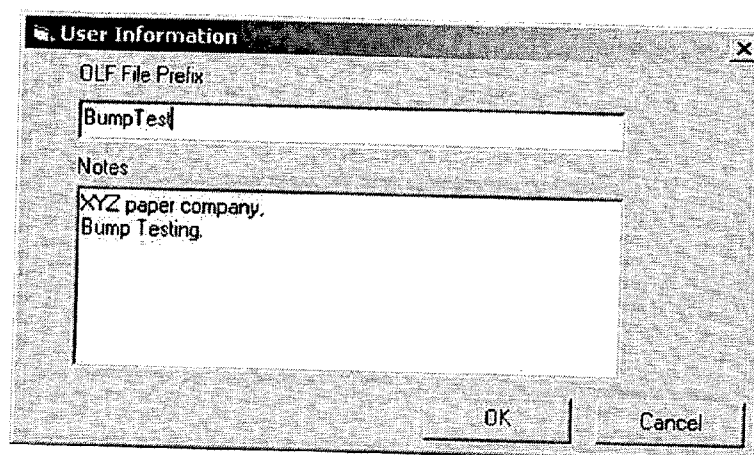 User Information
OLF File Prefix
BumpTest
Notes
XYZ paper company,
Bump Testing.
OK
Cancel